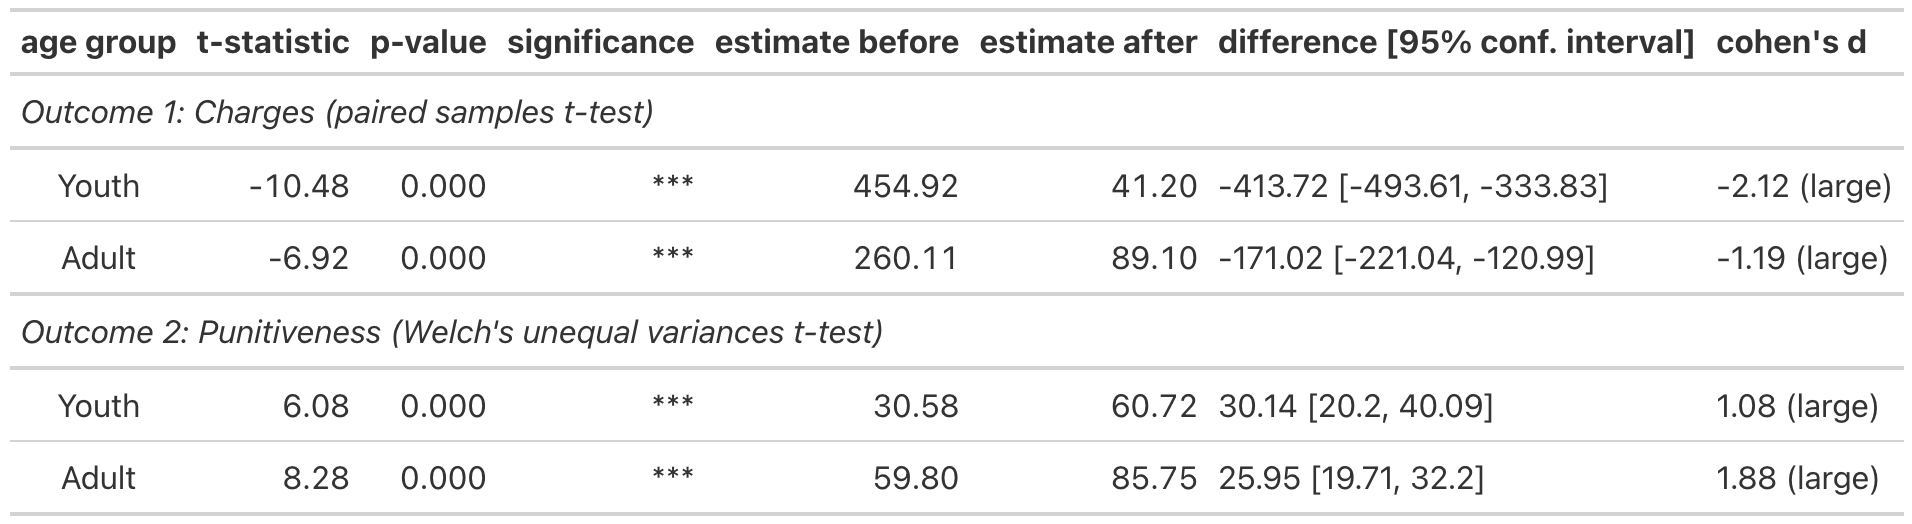 age group t-statistic p-value significance estimate before estimate after difference [95% conf. interval] cohen's d
Outcome 1: Charges (paired samples t-test)
Youth -10.48 0.000 *** 454.92 41.20 -413.72 [-493.61, -333.83] -2.12 (large)
Adult -6.92 0.000 *** 260.11 89.10 -171.02 [-221.04, -120.99] -1.19 (large)
Outcome 2: Punitiveness (Welch's unequal variances t-test)
Youth 6.08 0.000 *** 30.58 60.72 30.14 [20.2, 40.09] 1.08 (large)
Adult 8.28 0.000 *** 59.80 85.75 25.95 [19.71, 32.2] 1.88 (large)